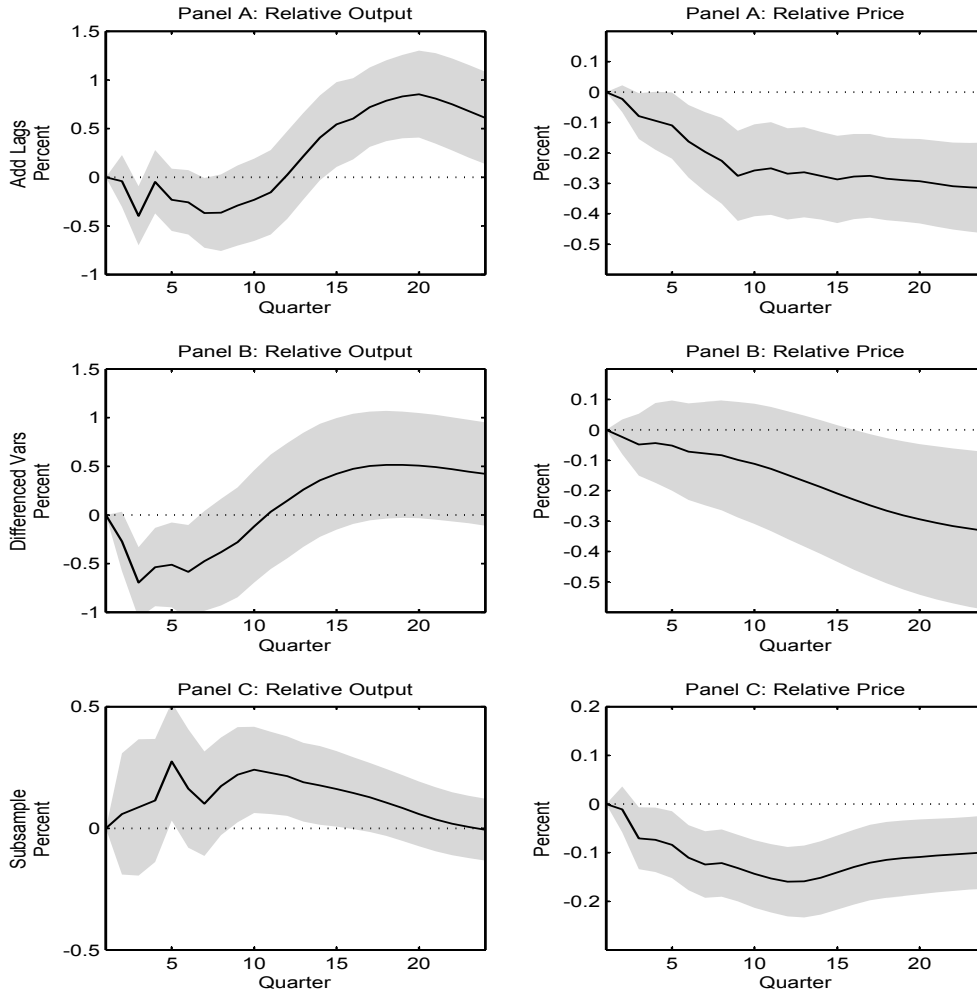 Panel A: Relative Output
Add Lags
Percent
1.5
1
0.5
0
-0.5
-1
5
10
15
20
Quarter
Panel A: Relative Price
Percent
0.1
0
-0.1
-0.2
-0.3
-0.4
-0.5
5
10
15
20
Quarter
Panel B: Relative Output
Differenced Vars
Percent
1.5
1
0.5
0
-0.5
-1
5
10
15
20
Quarter
Panel B: Relative Price
Percent
0.1
0
-0.1
-0.2
-0.3
-0.4
-0.5
5
10
15
20
Quarter
Panel C: Relative Output
Subsample
Percent
0.5
0
-0.5
5
10
15
20
Quarter
Panel C: Relative Price
Percent
0.2
0.1
0
-0.1
-0.2
5
10
15
20
Quarter